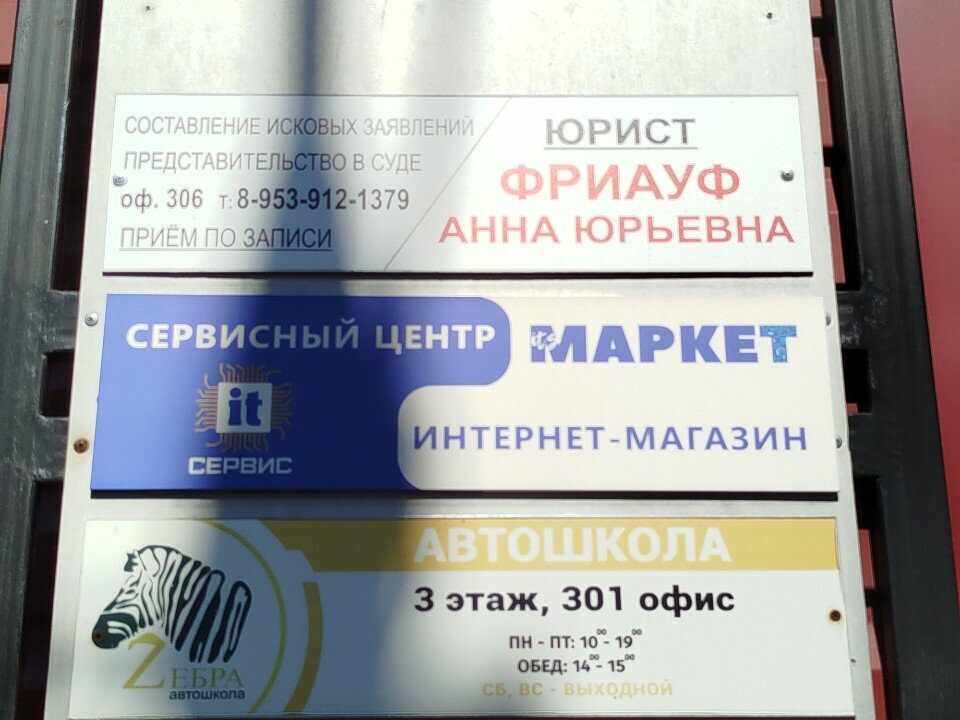 СОСТАВЛЕНИЕ ИСКОВЫХ ЗАЯВЛЕНИЙ
ПРЕДСТАВИТЕЛЬСТВО В СУДЕ
оф. 306 т: 8-953-912-1379
ПРИЁМ ПО ЗАПИСИ
ЮРИСТ
ФРИАУФ
АННА ЮРЬЕВНА
СЕРВИСНЫЙ ЦЕНТР
it
СЕРВИС
it's МАРКЕТ
ИНТЕРНЕТ-МАГАЗИН
ZЕБРА
автошкола
АВТОШКОЛА
3 этаж, 301 офис
ПН - ПТ: 10⁰⁰- 19⁰⁰
ОБЕД: 14⁰⁰- 15⁰⁰
СБ, ВС - ВЫХОДНОЙ